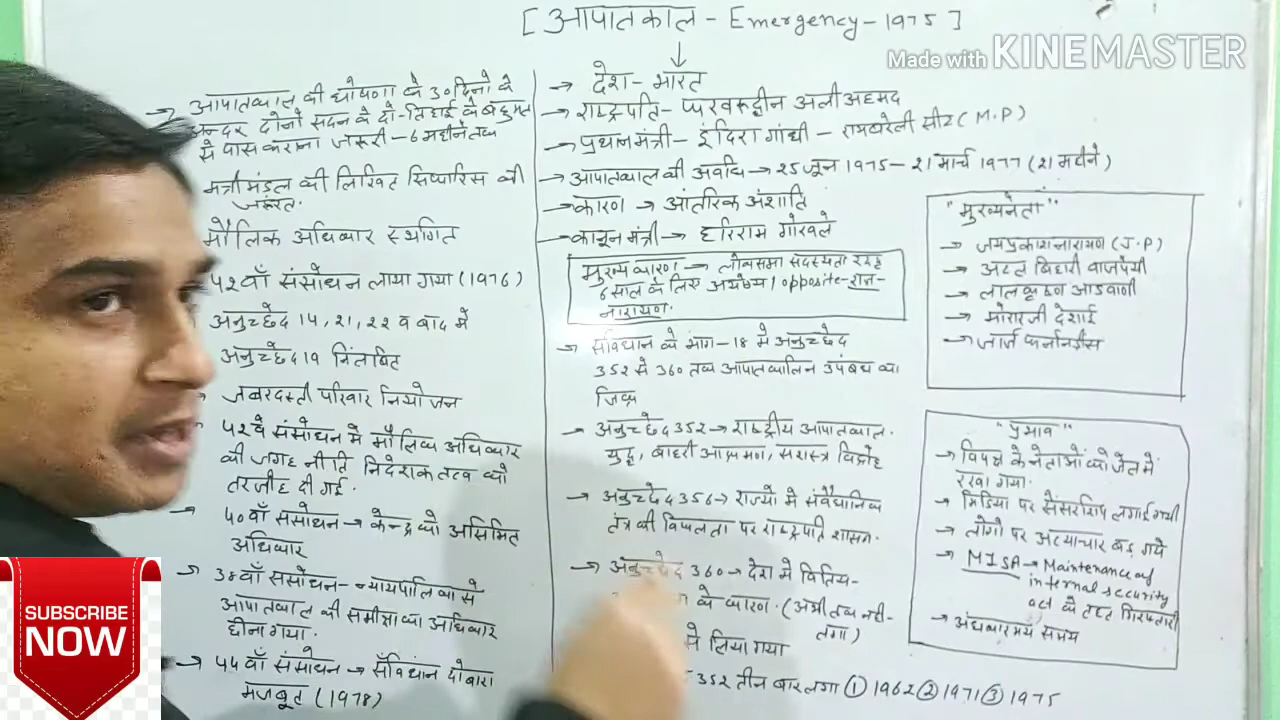 [ आपातकाल - Emergency - 1975 ]
Made with KINEMASTER
→ आपातकाल की घोषणा के 30 दिनो के
अन्दर दोनों सदन के दो-तिहाई के बहुमत
से पास कराना जरूरी - 6 महीने तक
मंत्रीमंडल की लिखित सिफारिस की
जरूरत.
मौलिक अधिकार स्थगित
42वाँ संसोधन लाया गया (1976)
अनुच्छेद 14, 21, 22 व बाद मे
अनुच्छेद 19 निलंबित
जबरदस्ती परिवार नियोजन
42वे संसोधन मे मौलिक अधिकार
की जगह नीति निदेशक तत्व को
तरजीह दी गई.
40वाँ संसोधन → केन्द्र को असिमित
अधिकार
→ 38वाँ संसोधन - न्यायपालिका से
आपातकाल की समीक्षा का अधिकार
छीना गया.
→ 44वाँ संसोधन → सँविधान दोबारा
मजबूत (1978)
→ देश - भारत
→ राष्ट्रपति - फखरूद्दीन अली अहमद
→ प्रधानमंत्री - इंदिरा गांधी - रायबरेली सीट (M.P)
→ आपातकाल की अवधि → 25 जून 1975 - 21 मार्च 1977 (21 महीने)
→ कारण → आंतरिक अंशाति
→ कानून मंत्री → हरिराम गोखले
मुख्य कारण → लोकसभा सदस्यता रद्द
6 साल के लिए अयोग्य / opposite - राज
नारायण.
→ संविधान के भाग - 18 मे अनुच्छेद
352 से 360 तक आपातकालिन उपबंध का
जिक्र
→ अनुच्छेद 352 → राष्ट्रीय आपातकाल.
युद्ध, बाहरी आक्रमण, सशस्त्र विद्रोह
→ अनुच्छेद 356 → राज्यो मे संवैधानिक
तंत्र की विफलता पर राष्ट्रपति शासन.
→ अनुच्छेद 360 → देश मे वित्तिय -
के कारण. (अभी तक नही -
लगा)
से लिया गया
352 तीन बार लगा ① 1962 ② 1971 ③ 1975
"मुख्यनेता"
→ जयप्रकाश नारायण (J.P)
→ अटल बिहारी वाजपेयी
→ लालकृष्ण आडवाणी
→ मोरारजी देशाई
→ जार्ज फर्नान्डीस
"प्रभाव"
→ विपक्ष के नेताओं को जेल में
रखा गया.
→ मिडिया पर सेंसरशिप लगाई गयी
→ लोगो पर अत्याचार बढ़ गये
→ MISA → Maintenance of
internal security
act के तहत गिरफ्तारी
→ अंधकारमय समय
SUBSCRIBE
NOW